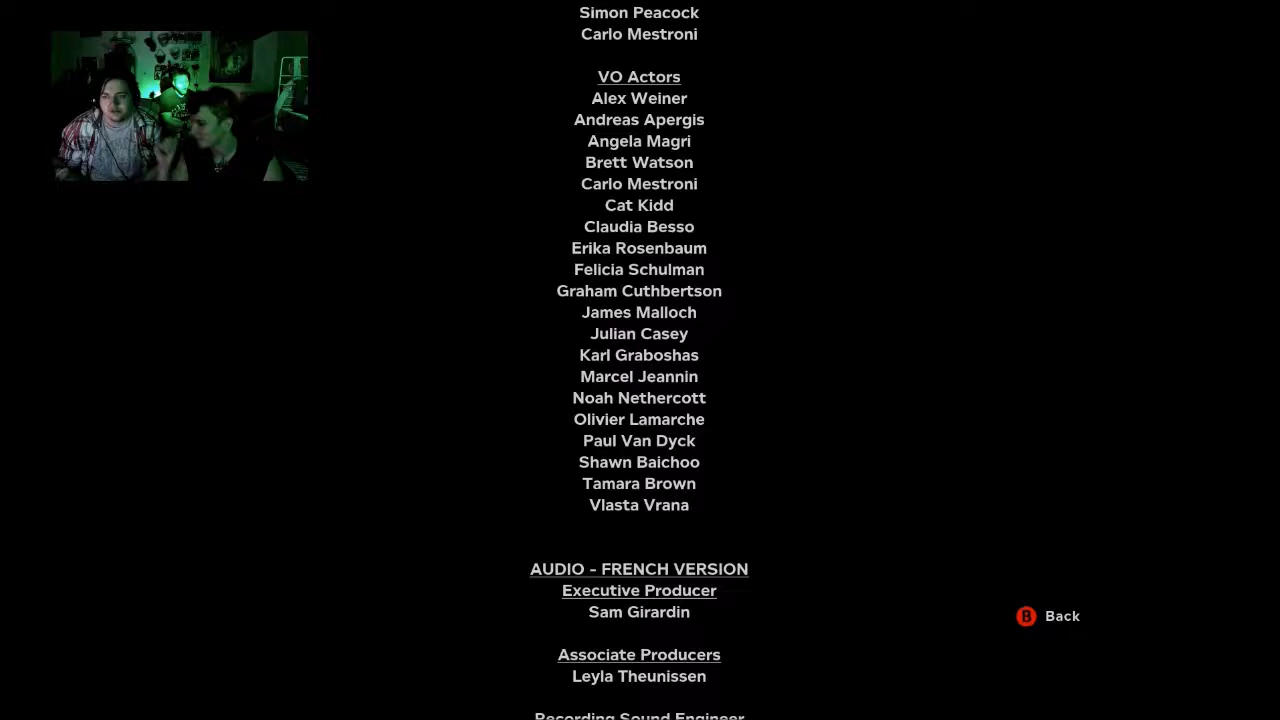 Simon Peacock
Carlo Mestroni
VO Actors
Alex Weiner
Andreas Apergis
Angela Magri
Brett Watson
Carlo Mestroni
Cat Kidd
Claudia Besso
Erika Rosenbaum
Felicia Schulman
Graham Cuthbertson
James Malloch
Julian Casey
Karl Graboshas
Marcel Jeannin
Noah Nethercott
Olivier Lamarche
Paul Van Dyck
Shawn Baichoo
Tamara Brown
Vlasta Vrana
AUDIO - FRENCH VERSION
Executive Producer
Sam Girardin
B Back
Associate Producers
Leyla Theunissen
Recording Sound Engineer